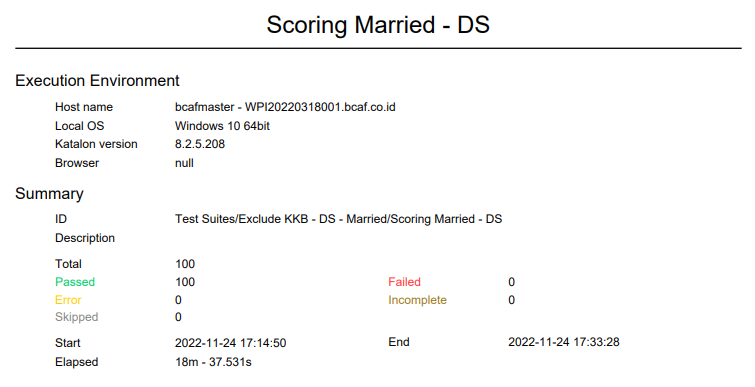 Scoring Married - DS
Execution Environment
Host name bcafmaster - WPI20220318001.bcaf.co.id
Local OS Windows 10 64bit
Katalon version 8.2.5.208
Browser null
Summary
ID Test Suites/Exclude KKB - DS - Married/Scoring Married - DS
Description
Total 100
Passed 100 Failed 0
Error 0 Incomplete 0
Skipped 0
Start 2022-11-24 17:14:50 End 2022-11-24 17:33:28
Elapsed 18m - 37.531s